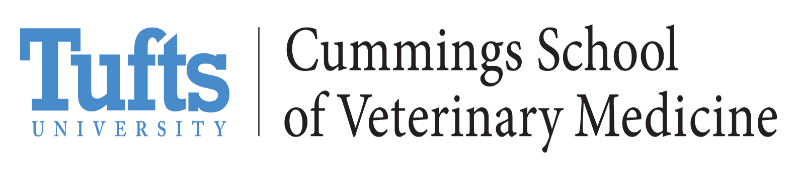 Tufts
UNIVERSITY
Cummings School
of Veterinary Medicine